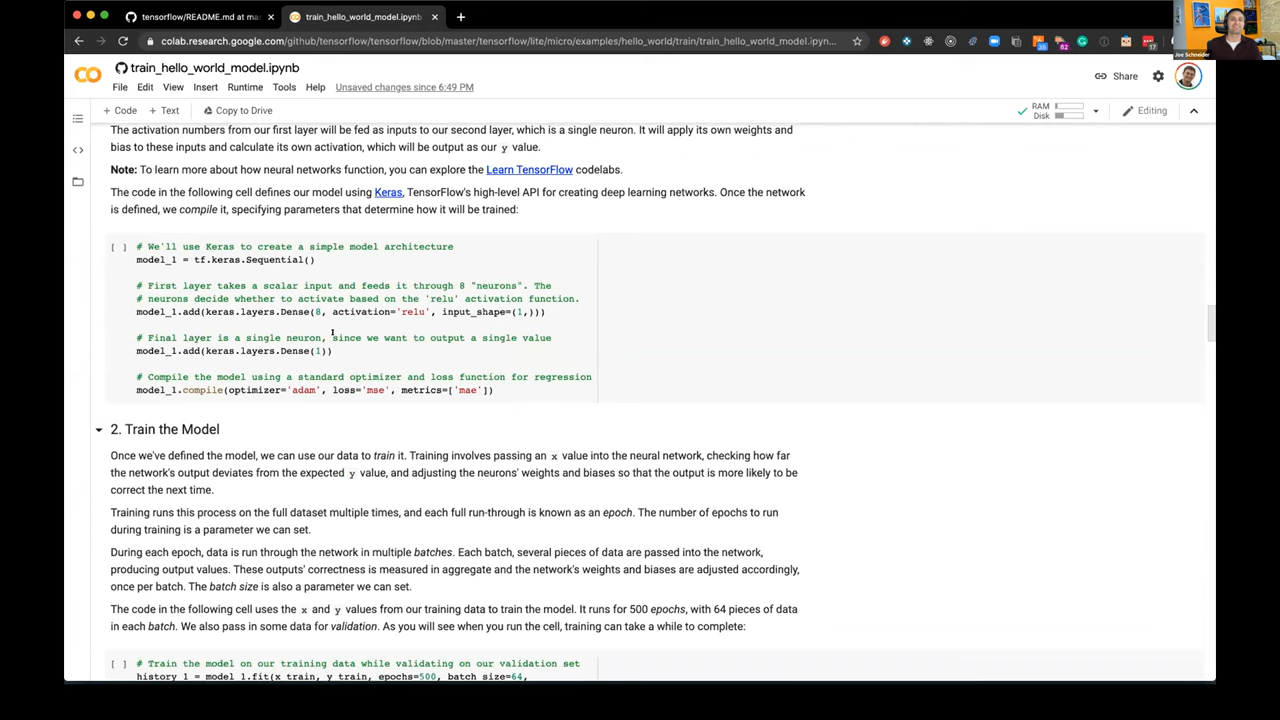 tensorflow/README.md at mas
train_hello_world_model.ipynb
colab.research.google.com/github/tensorflow/tensorflow/blob/master/tensorflow/lite/micro/examples/hello_world/train/train_hello_world_model.ipyn...
Joe Schneider
train_hello_world_model.ipynb
Share
File Edit View Insert Runtime Tools Help Unsaved changes since 6:49 PM
+ Code + Text Copy to Drive
RAM
Disk
Editing
The activation numbers from our first layer will be fed as inputs to our second layer, which is a single neuron. It will apply its own weights and
bias to these inputs and calculate its own activation, which will be output as our y value.
Note: To learn more about how neural networks function, you can explore the Learn TensorFlow codelabs.
The code in the following cell defines our model using Keras, TensorFlow's high-level API for creating deep learning networks. Once the network
is defined, we compile it, specifying parameters that determine how it will be trained:
[ ] # We'll use Keras to create a simple model architecture
model_1 = tf.keras.Sequential()
# First layer takes a scalar input and feeds it through 8 "neurons". The
# neurons decide whether to activate based on the 'relu' activation function.
model_1.add(keras.layers.Dense(8, activation='relu', input_shape=(1,)))
# Final layer is a single neuron, since we want to output a single value
model_1.add(keras.layers.Dense(1))
# Compile the model using a standard optimizer and loss function for regression
model_1.compile(optimizer='adam', loss='mse', metrics=['mae'])
2. Train the Model
Once we've defined the model, we can use our data to train it. Training involves passing an x value into the neural network, checking how far
the network's output deviates from the expected y value, and adjusting the neurons' weights and biases so that the output is more likely to be
correct the next time.
Training runs this process on the full dataset multiple times, and each full run-through is known as an epoch. The number of epochs to run
during training is a parameter we can set.
During each epoch, data is run through the network in multiple batches. Each batch, several pieces of data are passed into the network,
producing output values. These outputs' correctness is measured in aggregate and the network's weights and biases are adjusted accordingly,
once per batch. The batch size is also a parameter we can set.
The code in the following cell uses the x and y values from our training data to train the model. It runs for 500 epochs, with 64 pieces of data
in each batch. We also pass in some data for validation. As you will see when you run the cell, training can take a while to complete:
[ ] # Train the model on our training data while validating on our validation set
history_1 = model_1.fit(x_train, y_train, epochs=500, batch_size=64,